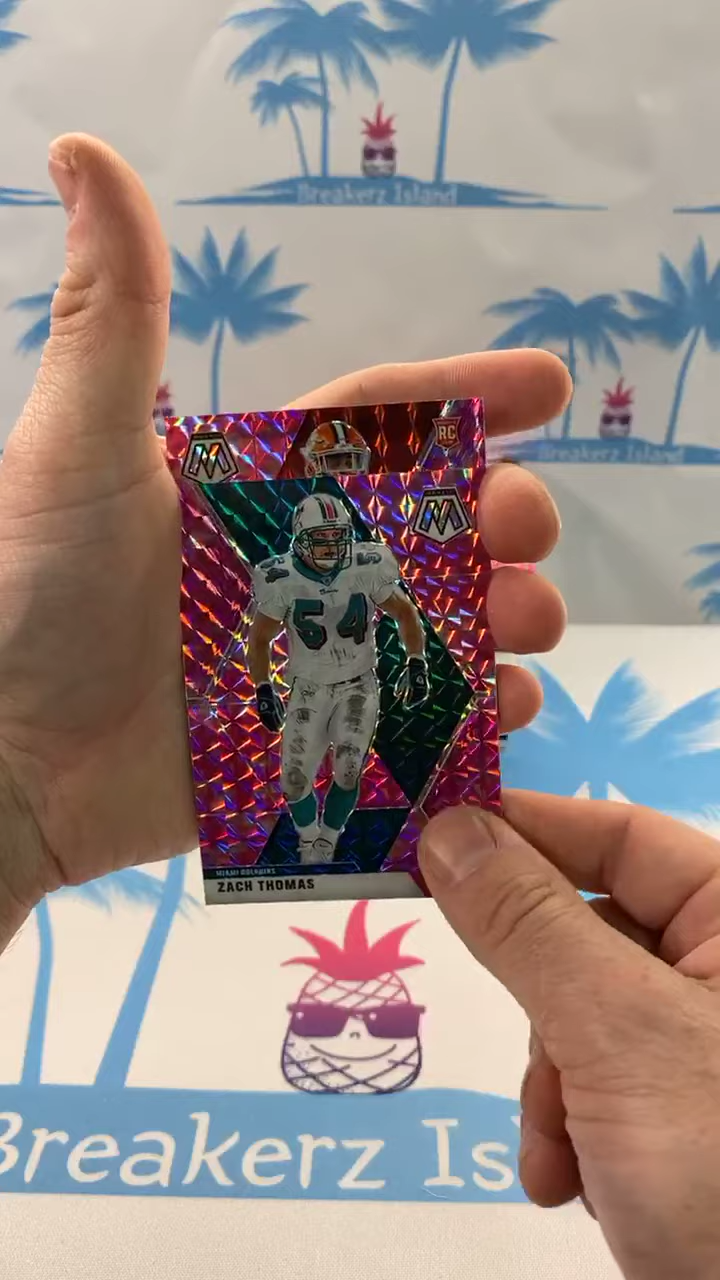 Breakerz Island
Breakerz Island
RC
M
M
54
54
MIAMI DOLPHINS
ZACH THOMAS
Breakerz Is